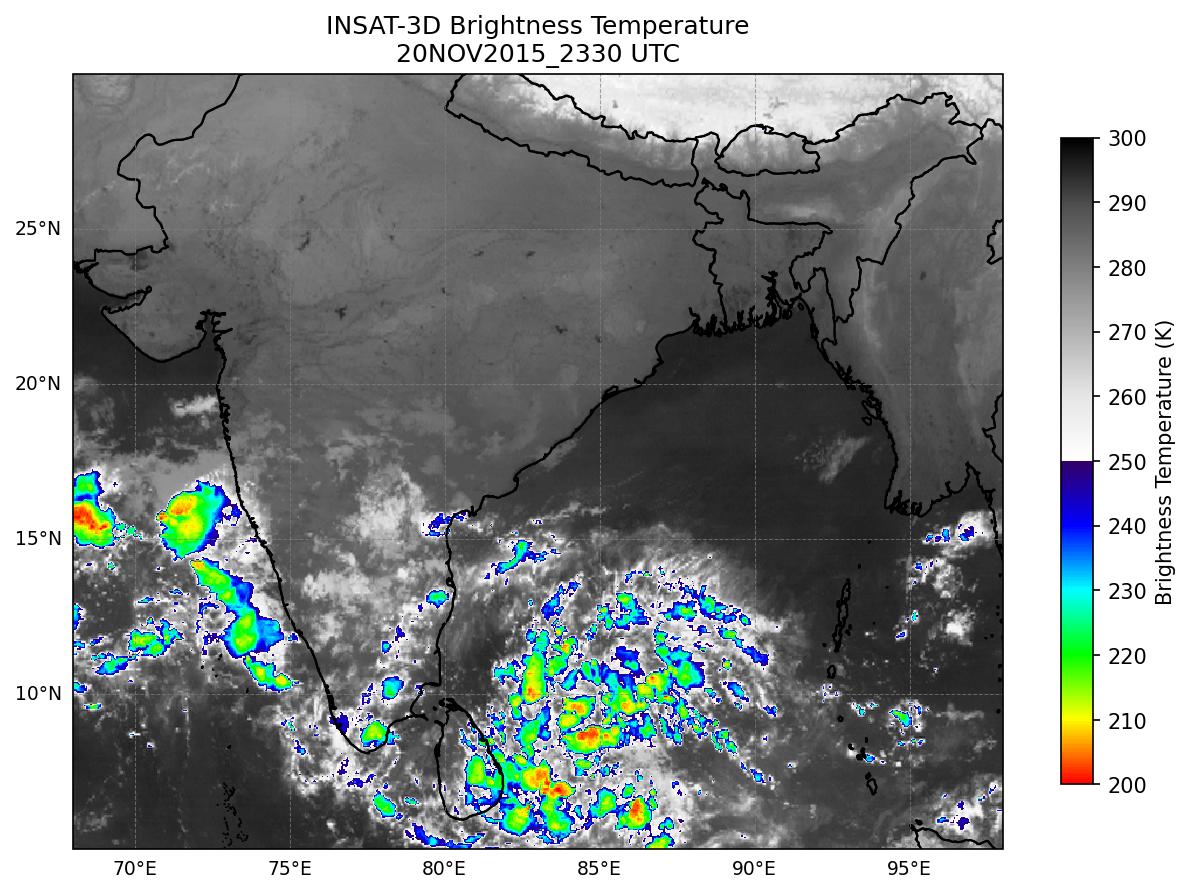 INSAT-3D Brightness Temperature
20NOV2015_2330 UTC
25°N
20°N
15°N
10°N
70°E
75°E
80°E
85°E
90°E
95°E
300
290
280
270
260
250
240
230
220
210
200
Brightness Temperature (K)